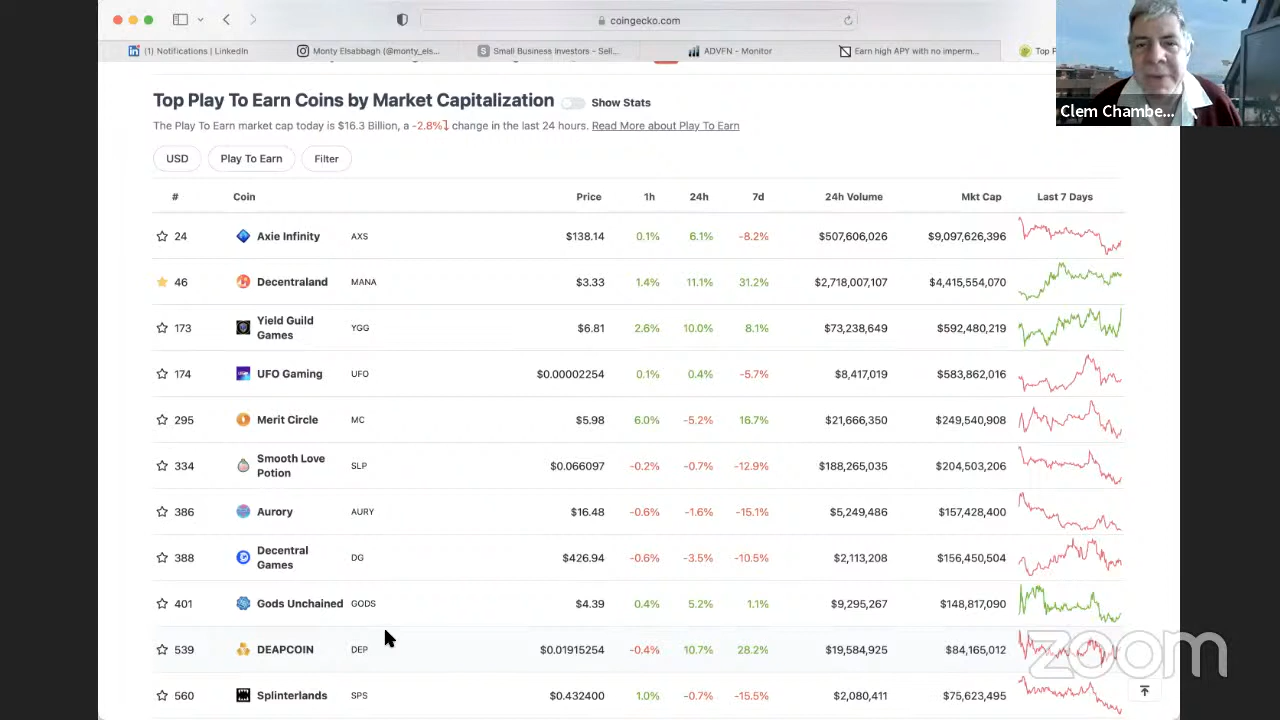 coingecko.com
(1) Notifications | LinkedIn
Monty Elsabbagh (@monty_els...
Small Business Investors - Sell...
ADVFN - Monitor
Earn high APY with no imperm...
Top P
Clem Chambe...
Top Play To Earn Coins by Market Capitalization
Show Stats
The Play To Earn market cap today is $16.3 Billion, a -2.8% change in the last 24 hours. Read More about Play To Earn
USD Play To Earn Filter
# Coin Price 1h 24h 7d 24h Volume Mkt Cap Last 7 Days
24 Axie Infinity AXS $138.14 0.1% 6.1% -8.2% $507,606,026 $9,097,626,396
46 Decentraland MANA $3.33 1.4% 11.1% 31.2% $2,718,007,107 $4,415,554,070
173 Yield Guild Games YGG $6.81 2.6% 10.0% 8.1% $73,238,649 $592,480,219
174 UFO Gaming UFO $0.00002254 0.1% 0.4% -5.7% $8,417,019 $583,862,016
295 Merit Circle MC $5.98 6.0% -5.2% 16.7% $21,666,350 $249,540,908
334 Smooth Love Potion SLP $0.066097 -0.2% -0.7% -12.9% $188,265,035 $204,503,206
386 Aurory AURY $16.48 -0.6% -1.6% -15.1% $5,249,486 $157,428,400
388 Decentral Games DG $426.94 -0.6% -3.5% -10.5% $2,113,208 $156,450,504
401 Gods Unchained GODS $4.39 0.4% 5.2% 1.1% $9,295,267 $148,817,090
539 DEAPCOIN DEP $0.01915254 -0.4% 10.7% 28.2% $19,584,925 $84,165,012
560 Splinterlands SPS $0.432400 1.0% -0.7% -15.5% $2,080,411 $75,623,495
zoom